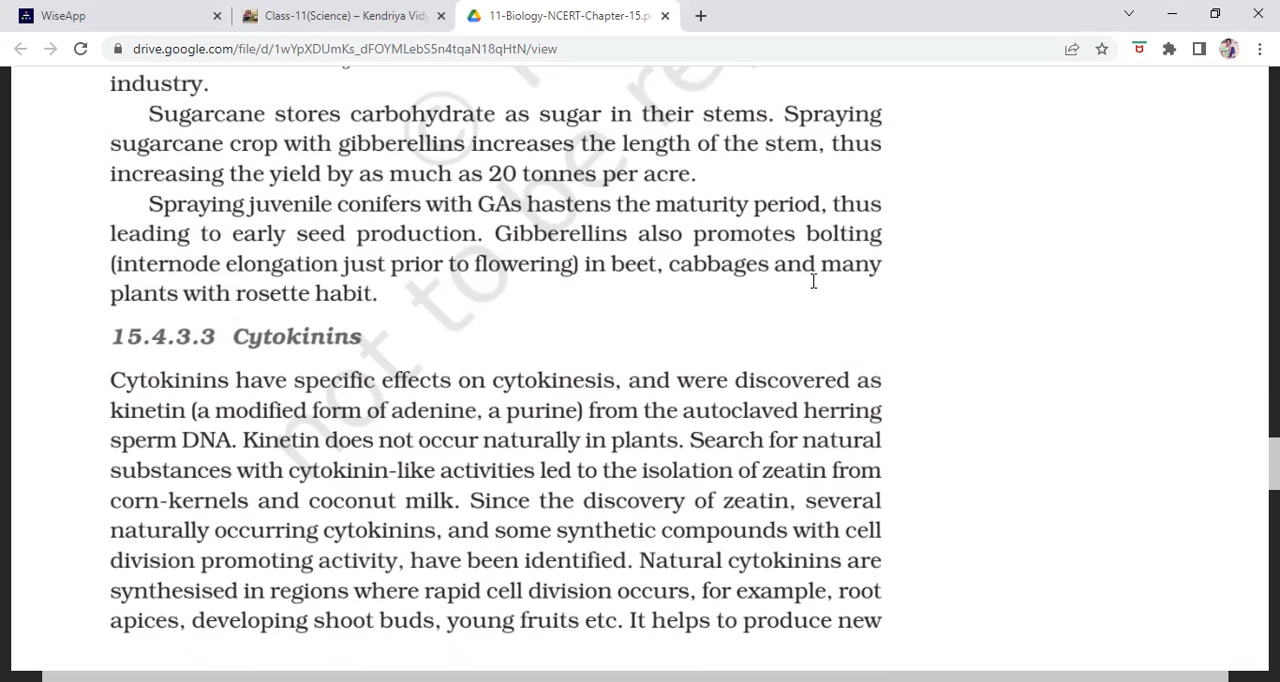 WiseApp
Class-11(Science) – Kendriya Vidy
11-Biology-NCERT-Chapter-15.p
drive.google.com/file/d/1wYpXDUmKs_dFOYMLebS5n4tqaN18qHtN/view
industry.
Sugarcane stores carbohydrate as sugar in their stems. Spraying
sugarcane crop with gibberellins increases the length of the stem, thus
increasing the yield by as much as 20 tonnes per acre.
Spraying juvenile conifers with GAs hastens the maturity period, thus
leading to early seed production. Gibberellins also promotes bolting
(internode elongation just prior to flowering) in beet, cabbages and many
plants with rosette habit.
15.4.3.3 Cytokinins
Cytokinins have specific effects on cytokinesis, and were discovered as
kinetin (a modified form of adenine, a purine) from the autoclaved herring
sperm DNA. Kinetin does not occur naturally in plants. Search for natural
substances with cytokinin-like activities led to the isolation of zeatin from
corn-kernels and coconut milk. Since the discovery of zeatin, several
naturally occurring cytokinins, and some synthetic compounds with cell
division promoting activity, have been identified. Natural cytokinins are
synthesised in regions where rapid cell division occurs, for example, root
apices, developing shoot buds, young fruits etc. It helps to produce new
©
not to be re